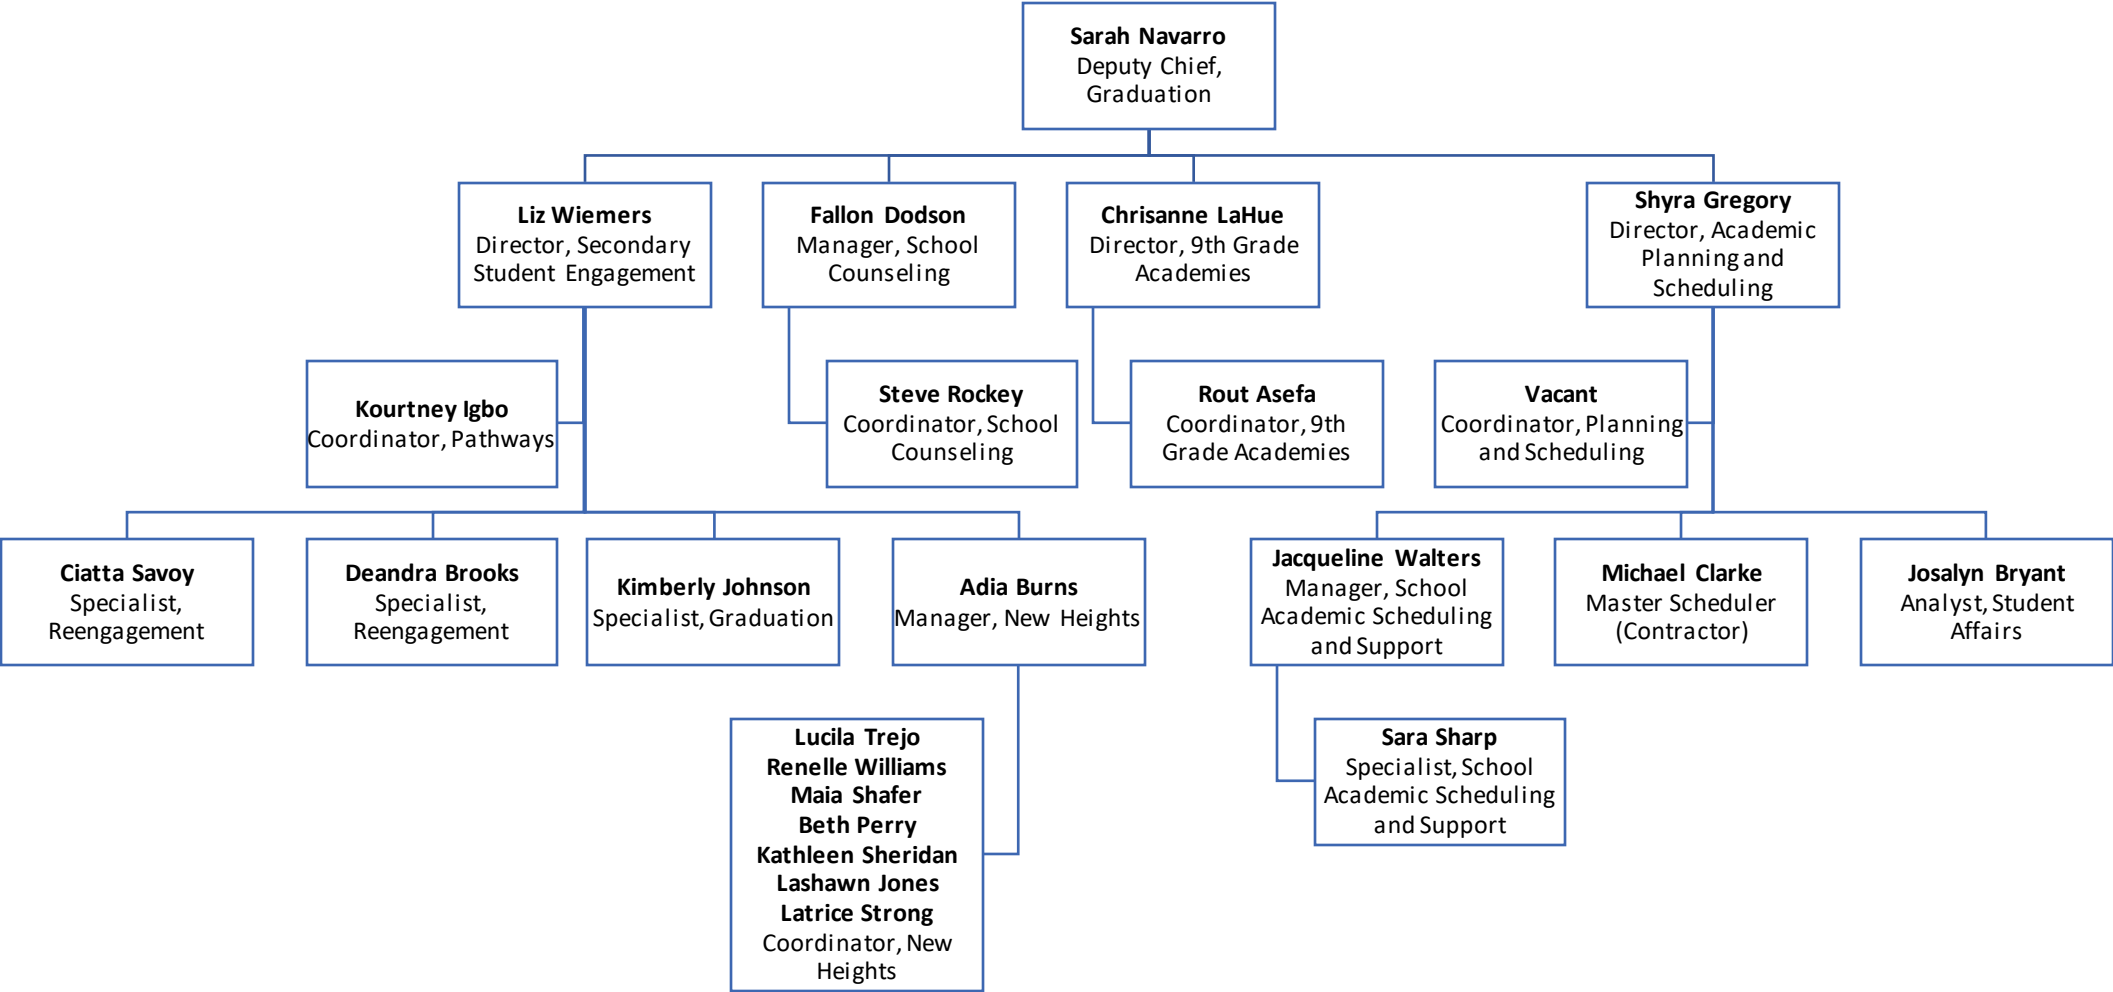 Sarah Navarro
Deputy Chief,
Graduation
Liz Wiemers
Director, Secondary
Student Engagement
Fallon Dodson
Manager, School
Counseling
Chrisanne LaHue
Director, 9th Grade
Academies
Shyra Gregory
Director, Academic
Planning and
Scheduling
Kourtney Igbo
Coordinator, Pathways
Steve Rockey
Coordinator, School
Counseling
Rout Asefa
Coordinator, 9th
Grade Academies
Vacant
Coordinator, Planning
and Scheduling
Ciatta Savoy
Specialist,
Reengagement
Deandra Brooks
Specialist,
Reengagement
Kimberly Johnson
Specialist, Graduation
Adia Burns
Manager, New Heights
Jacqueline Walters
Manager, School
Academic Scheduling
and Support
Michael Clarke
Master Scheduler
(Contractor)
Josalyn Bryant
Analyst, Student
Affairs
Lucila Trejo
Renelle Williams
Maia Shafer
Beth Perry
Kathleen Sheridan
Lashawn Jones
Latrice Strong
Coordinator, New
Heights
Sara Sharp
Specialist, School
Academic Scheduling
and Support